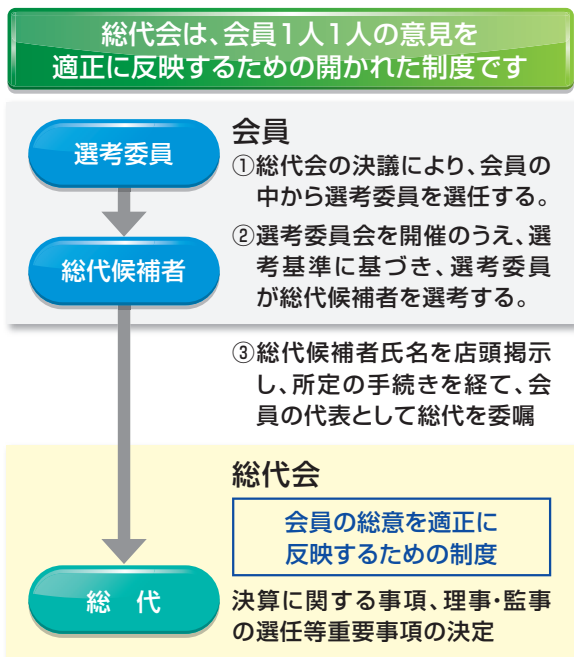 総代会は、会員1人1人の意見を
適正に反映するための開かれた制度です
選考委員
会員
①総代会の決議により、会員の
中から選考委員を選任する。
総代候補者
②選考委員会を開催のうえ、選
考基準に基づき、選考委員
が総代候補者を選考する。
③総代候補者氏名を店頭掲示
し、所定の手続きを経て、会
員の代表として総代を委嘱
総代会
会員の総意を適正に
反映するための制度
総　代
決算に関する事項、理事・監事
の選任等重要事項の決定